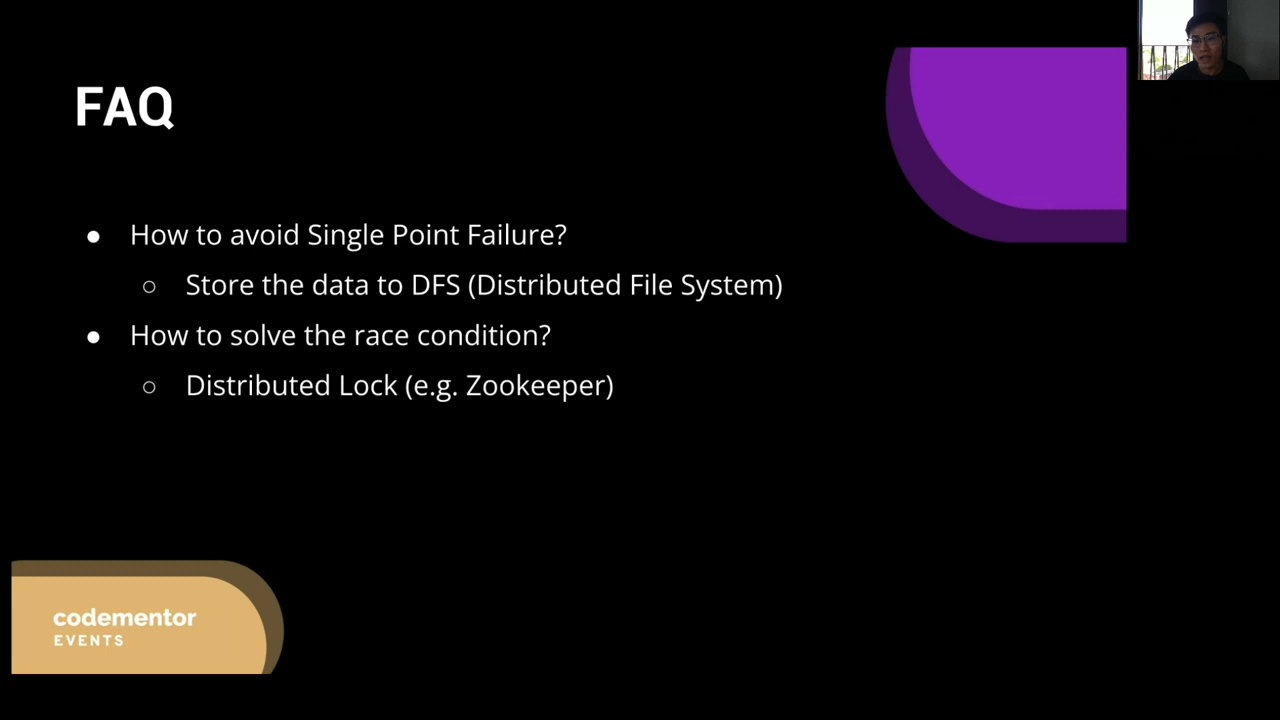 FAQ
● How to avoid Single Point Failure?
○ Store the data to DFS (Distributed File System)
● How to solve the race condition?
○ Distributed Lock (e.g. Zookeeper)
codementor
EVENTS